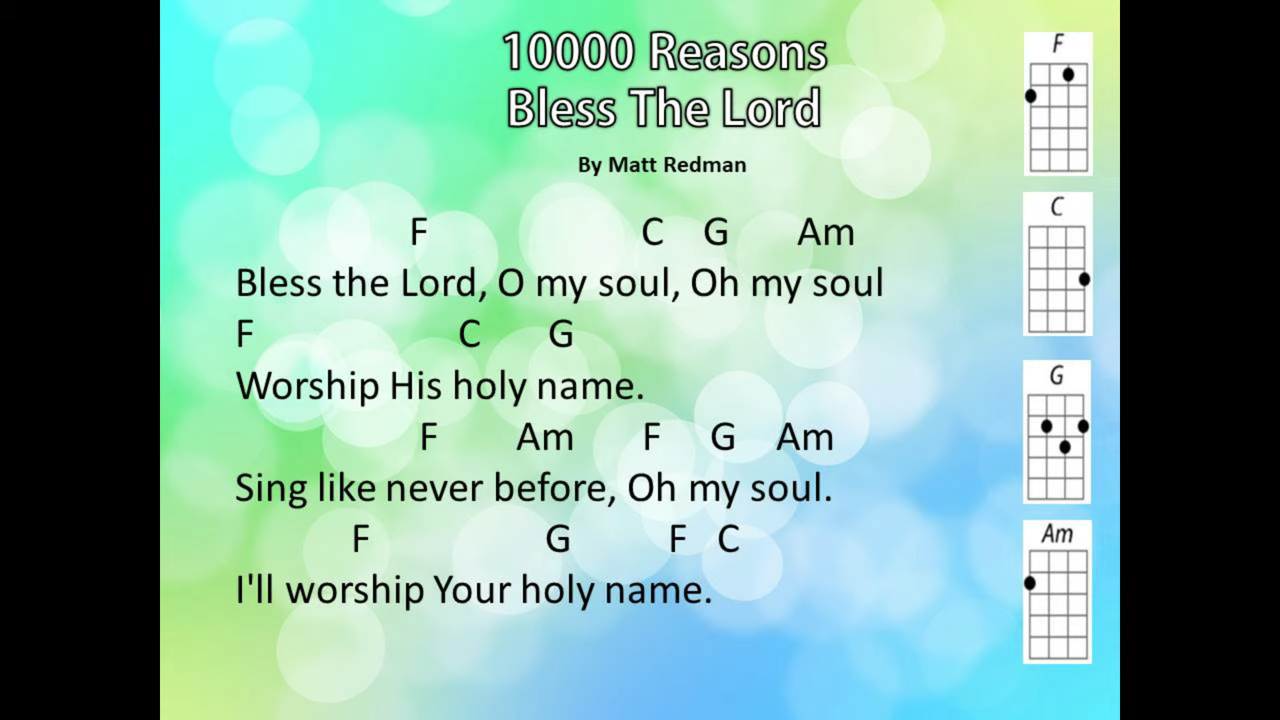 10000 Reasons
Bless The Lord
By Matt Redman
F C G Am
Bless the Lord, O my soul, Oh my soul
F C G
Worship His holy name.
F Am F G Am
Sing like never before, Oh my soul.
F G F C
I'll worship Your holy name.
F
C
G
Am